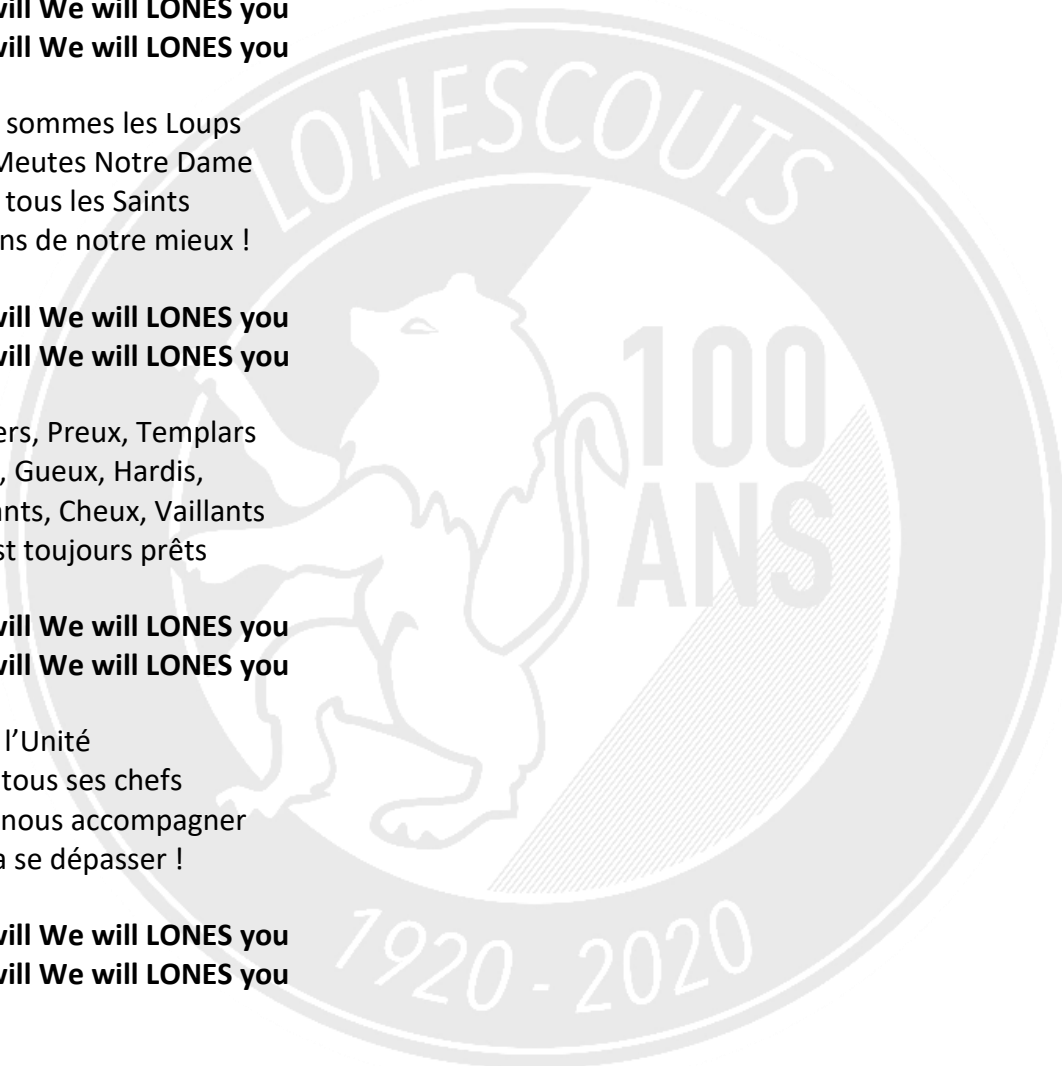 will We will LONES you
will We will LONES you
sommes les Loups
Meutes Notre Dame
tous les Saints
ns de notre mieux !
will We will LONES you
will We will LONES you
ers, Preux, Templars
, Gueux, Hardis,
nts, Cheux, Vaillants
st toujours prêts
will We will LONES you
will We will LONES you
l’Unité
tous ses chefs
nous accompagner
a se dépasser !
will We will LONES you
will We will LONES you
LONESCOUTS
100
ANS
1920 - 2020